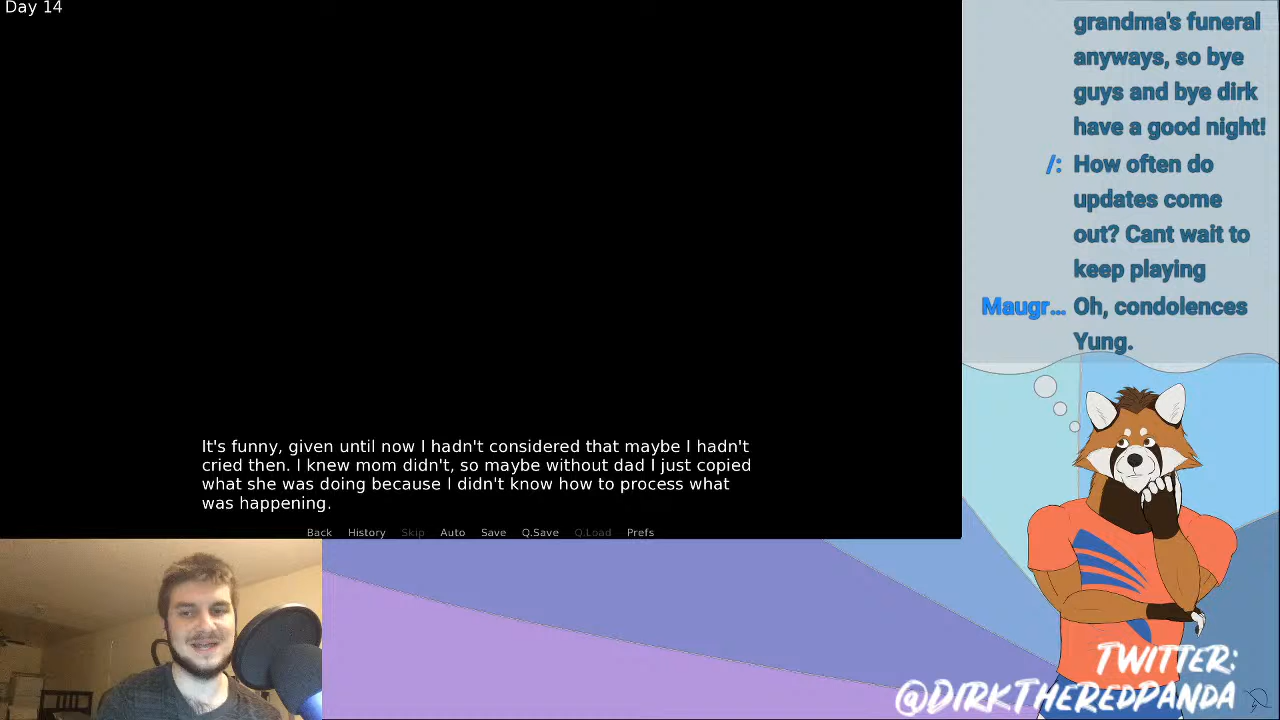 Day 14
grandma's funeral
anyways, so bye
guys and bye dirk
have a good night!
/: How often do
updates come
out? Cant wait to
keep playing
Maugr... Oh, condolences
Yung.
It's funny, given until now I hadn't considered that maybe I hadn't
cried then. I knew mom didn't, so maybe without dad I just copied
what she was doing because I didn't know how to process what
was happening.
Back History Skip Auto Save Q.Save Q.Load Prefs
TWITTER:
@DIRKTHEREDPANDA